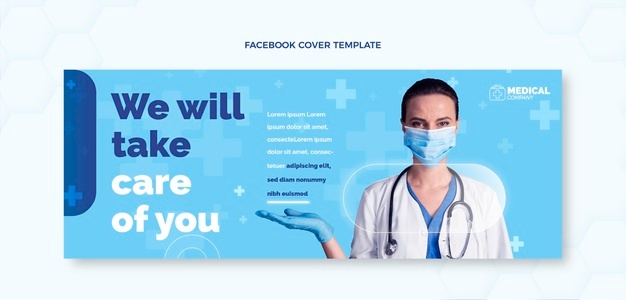 FACEBOOK COVER TEMPLATE
We will
take
care
of you
Lorem Ipsum Lorem
ipsum dolor sit amet,
consecteLorem ipsum
dolor sit amet, consec-
tetuer adipiscing elit,
sed diam nonummy
nibh euismod
MEDICAL
COMPANY